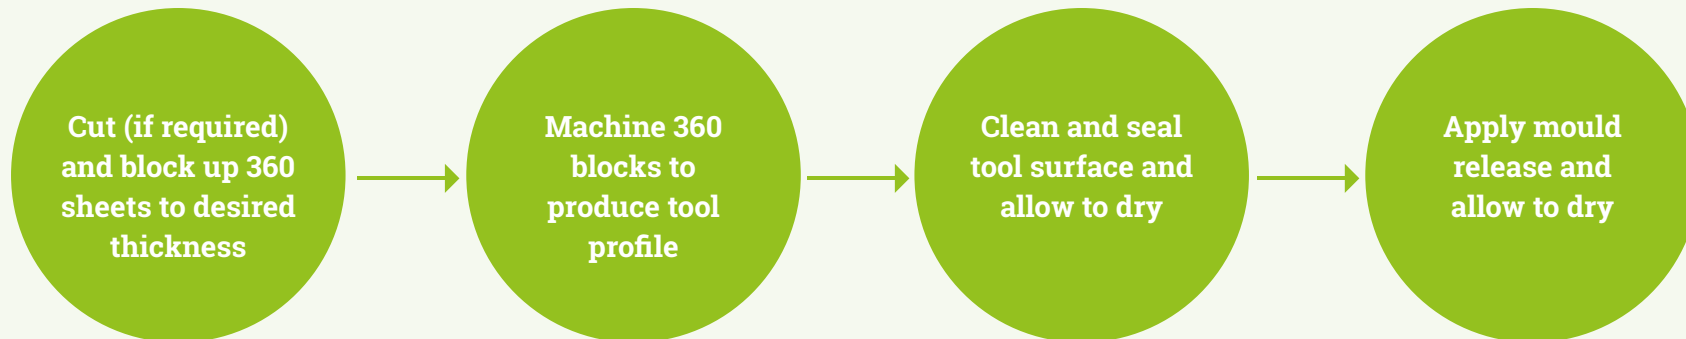 Cut (if required)
and block up 360
sheets to desired
thickness
Machine 360
blocks to
produce tool
profile
Clean and seal
tool surface and
allow to dry
Apply mould
release and
allow to dry